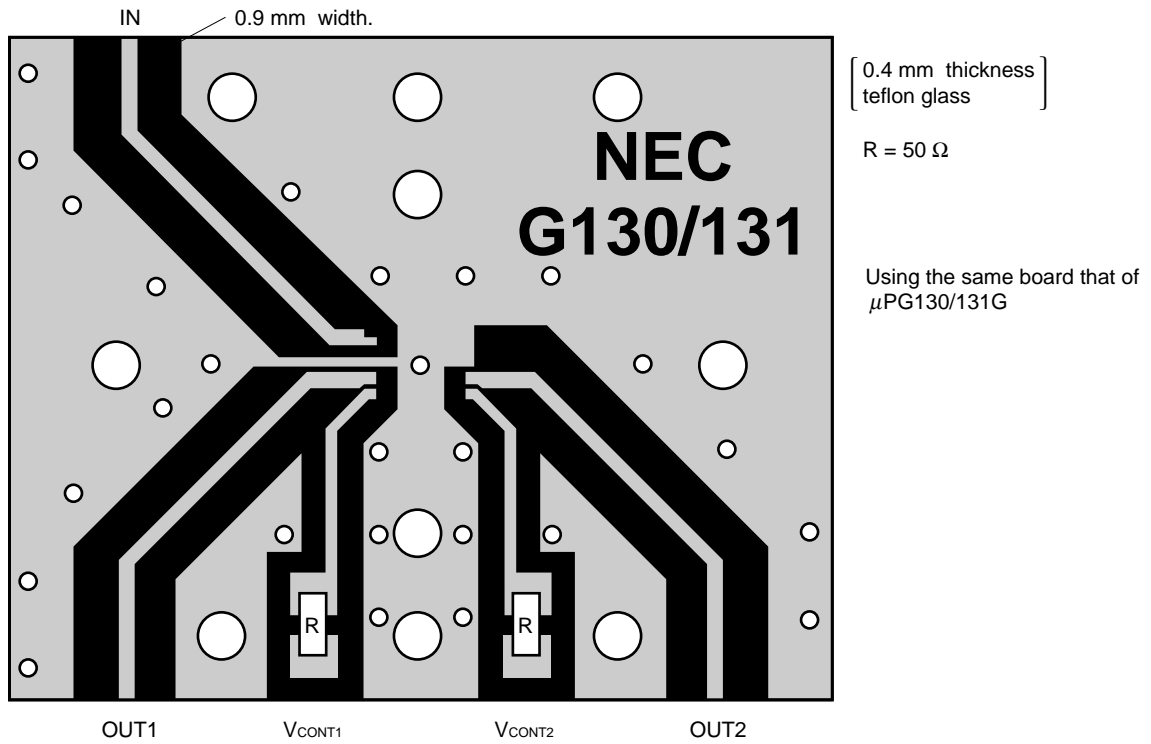 IN
0.9 mm width.
0.4 mm thickness
teflon glass
R = 50 Ω
NEC
G130/131
Using the same board that of
µPG130/131G
R
R
OUT1
VCONT1
VCONT2
OUT2